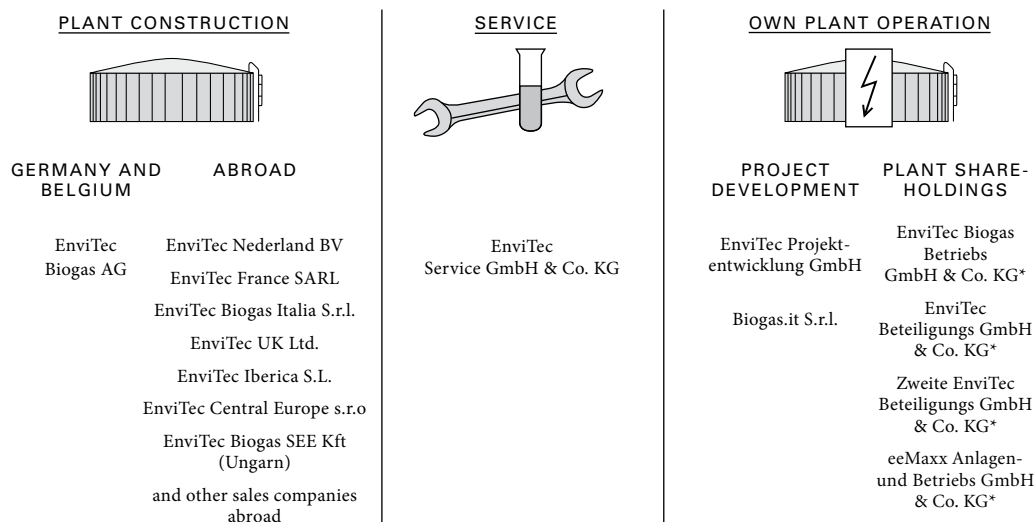 PLANT CONSTRUCTION
GERMANY AND
BELGIUM
EnviTec
Biogas AG
ABROAD
EnviTec Nederland BV
EnviTec France SARL
EnviTec Biogas Italia S.r.l.
EnviTec UK Ltd.
EnviTec Iberica S.L.
EnviTec Central Europe s.r.o
EnviTec Biogas SEE Kft
(Ungarn)
and other sales companies
abroad
SERVICE
EnviTec
Service GmbH & Co. KG
OWN PLANT OPERATION
PROJECT
DEVELOPMENT
EnviTec Projekt-
entwicklung GmbH
Biogas.it S.r.l.
PLANT SHARE-
HOLDINGS
EnviTec Biogas
Betriebs
GmbH & Co. KG*
EnviTec
Beteiligungs GmbH
& Co. KG*
Zweite EnviTec
Beteiligungs GmbH
& Co. KG*
eeMaxx Anlagen-
und Betriebs GmbH
& Co. KG*